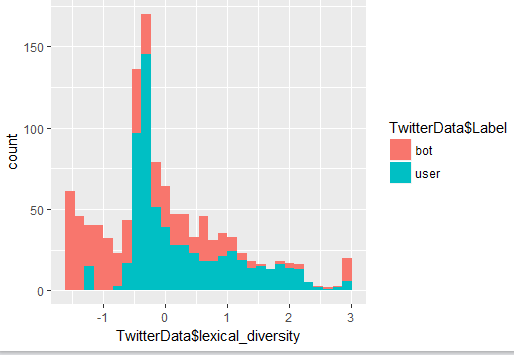 150
100
50
0
count
-1
0
1
2
3
TwitterData$lexical_diversity
TwitterData$Label
bot
user